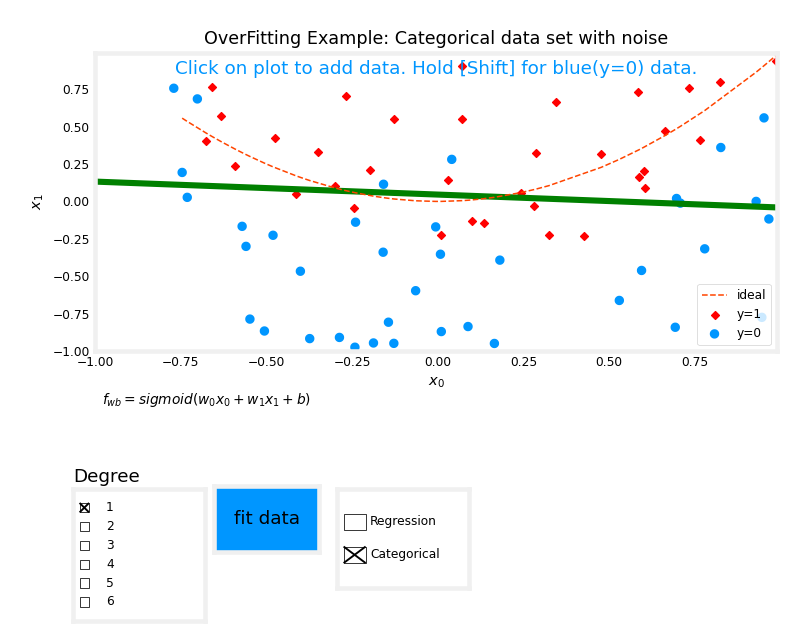 OverFitting Example: Categorical data set with noise
Click on plot to add data. Hold [Shift] for blue(y=0) data.
0.75
0.50
0.25
0.00
−0.25
−0.50
−0.75
−1.00
x₁
ideal
y=1
y=0
−1.00 −0.75 −0.50 −0.25 0.00 0.25 0.50 0.75
x₀
f_wb = sigmoid(w₀x₀ + w₁x₁ + b)
Degree
1
2
3
4
5
6
fit data
Regression
Categorical